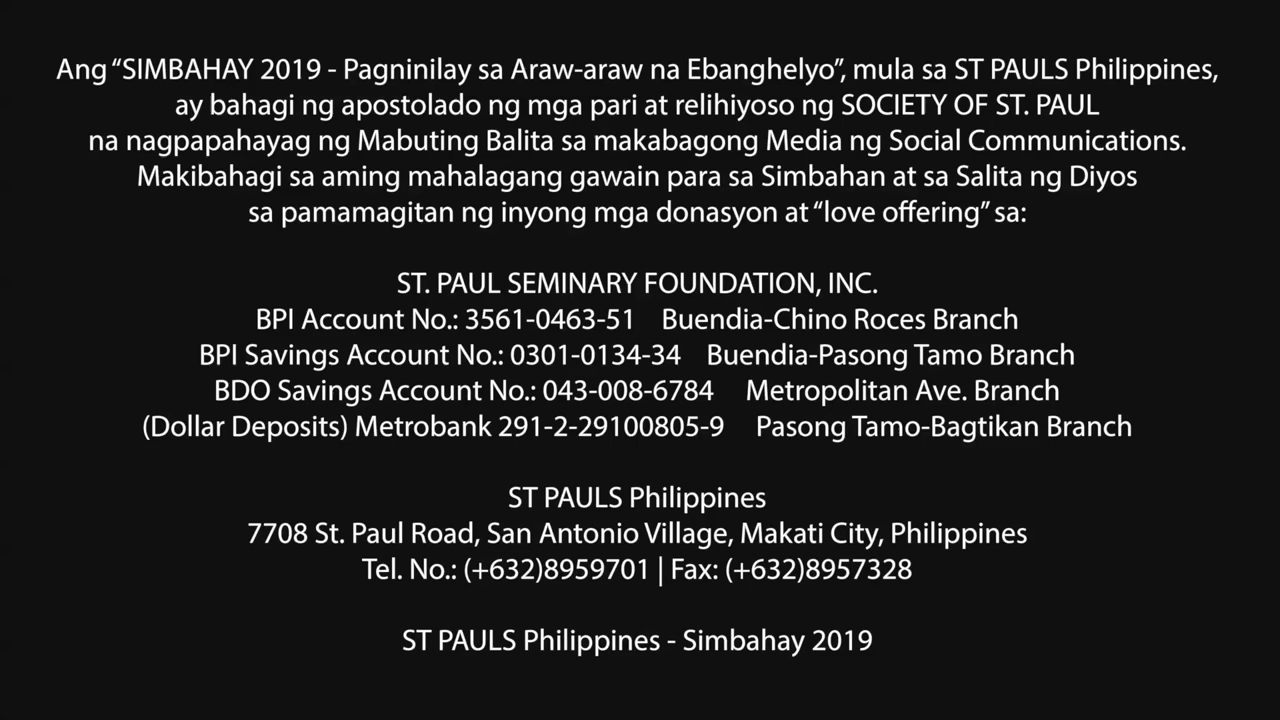 Ang “SIMBAHAY 2019 - Pagninilay sa Araw-araw na Ebanghelyo”, mula sa ST PAULS Philippines,
ay bahagi ng apostolado ng mga pari at relihiyoso ng SOCIETY OF ST. PAUL
na nagpapahayag ng Mabuting Balita sa makabagong Media ng Social Communications.
Makibahagi sa aming mahalagang gawain para sa Simbahan at sa Salita ng Diyos
sa pamamagitan ng inyong mga donasyon at “love offering” sa:
ST. PAUL SEMINARY FOUNDATION, INC.
BPI Account No.: 3561-0463-51 Buendia-Chino Roces Branch
BPI Savings Account No.: 0301-0134-34 Buendia-Pasong Tamo Branch
BDO Savings Account No.: 043-008-6784 Metropolitan Ave. Branch
(Dollar Deposits) Metrobank 291-2-29100805-9 Pasong Tamo-Bagtikan Branch
ST PAULS Philippines
7708 St. Paul Road, San Antonio Village, Makati City, Philippines
Tel. No.: (+632)8959701 | Fax: (+632)8957328
ST PAULS Philippines - Simbahay 2019